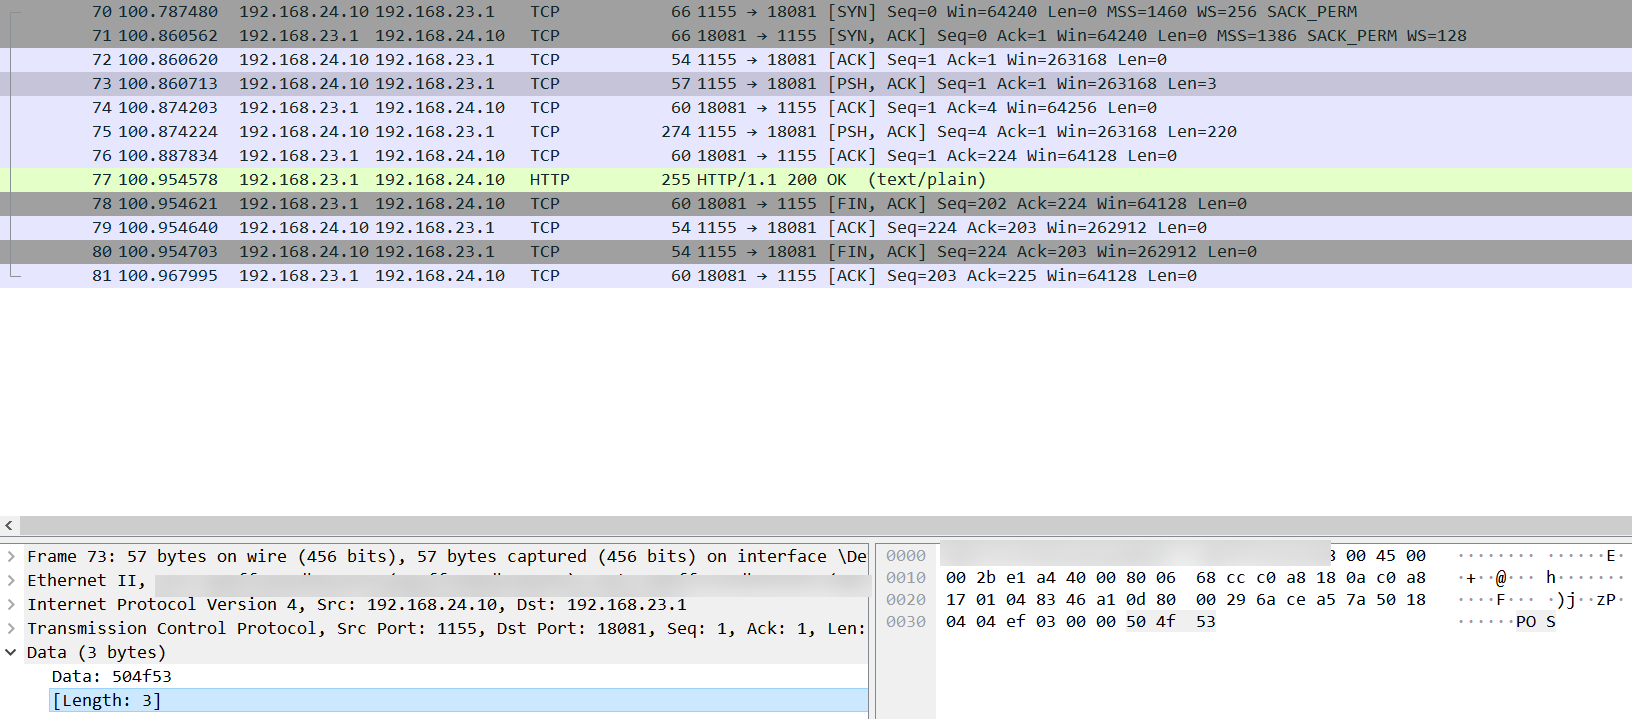 70 100.787480 192.168.24.10 192.168.23.1 TCP 66 1155 → 18081 [SYN] Seq=0 Win=64240 Len=0 MSS=1460 WS=256 SACK_PERM
71 100.860562 192.168.23.1 192.168.24.10 TCP 66 18081 → 1155 [SYN, ACK] Seq=0 Ack=1 Win=64240 Len=0 MSS=1386 SACK_PERM WS=128
72 100.860620 192.168.24.10 192.168.23.1 TCP 54 1155 → 18081 [ACK] Seq=1 Ack=1 Win=263168 Len=0
73 100.860713 192.168.24.10 192.168.23.1 TCP 57 1155 → 18081 [PSH, ACK] Seq=1 Ack=1 Win=263168 Len=3
74 100.874203 192.168.23.1 192.168.24.10 TCP 60 18081 → 1155 [ACK] Seq=1 Ack=4 Win=64256 Len=0
75 100.874224 192.168.24.10 192.168.23.1 TCP 274 1155 → 18081 [PSH, ACK] Seq=4 Ack=1 Win=263168 Len=220
76 100.887834 192.168.23.1 192.168.24.10 TCP 60 18081 → 1155 [ACK] Seq=1 Ack=224 Win=64128 Len=0
77 100.954578 192.168.23.1 192.168.24.10 HTTP 255 HTTP/1.1 200 OK (text/plain)
78 100.954621 192.168.23.1 192.168.24.10 TCP 60 18081 → 1155 [FIN, ACK] Seq=202 Ack=224 Win=64128 Len=0
79 100.954640 192.168.24.10 192.168.23.1 TCP 54 1155 → 18081 [ACK] Seq=224 Ack=203 Win=262912 Len=0
80 100.954703 192.168.24.10 192.168.23.1 TCP 54 1155 → 18081 [FIN, ACK] Seq=224 Ack=203 Win=262912 Len=0
81 100.967995 192.168.23.1 192.168.24.10 TCP 60 18081 → 1155 [ACK] Seq=203 Ack=225 Win=64128 Len=0
Frame 73: 57 bytes on wire (456 bits), 57 bytes captured (456 bits) on interface \De
Ethernet II,
Internet Protocol Version 4, Src: 192.168.24.10, Dst: 192.168.23.1
Transmission Control Protocol, Src Port: 1155, Dst Port: 18081, Seq: 1, Ack: 1, Len:
Data (3 bytes)
Data: 504f53
[Length: 3]
0000 00 45 00 ········ ······E·
0010 00 2b e1 a4 40 00 80 06 68 cc c0 a8 18 0a c0 a8 ·+··@··· h·······
0020 17 01 04 83 46 a1 0d 80 00 29 6a ce a5 7a 50 18 ····F··· ·)j··zP·
0030 04 04 ef 03 00 00 50 4f 53 ······PO S